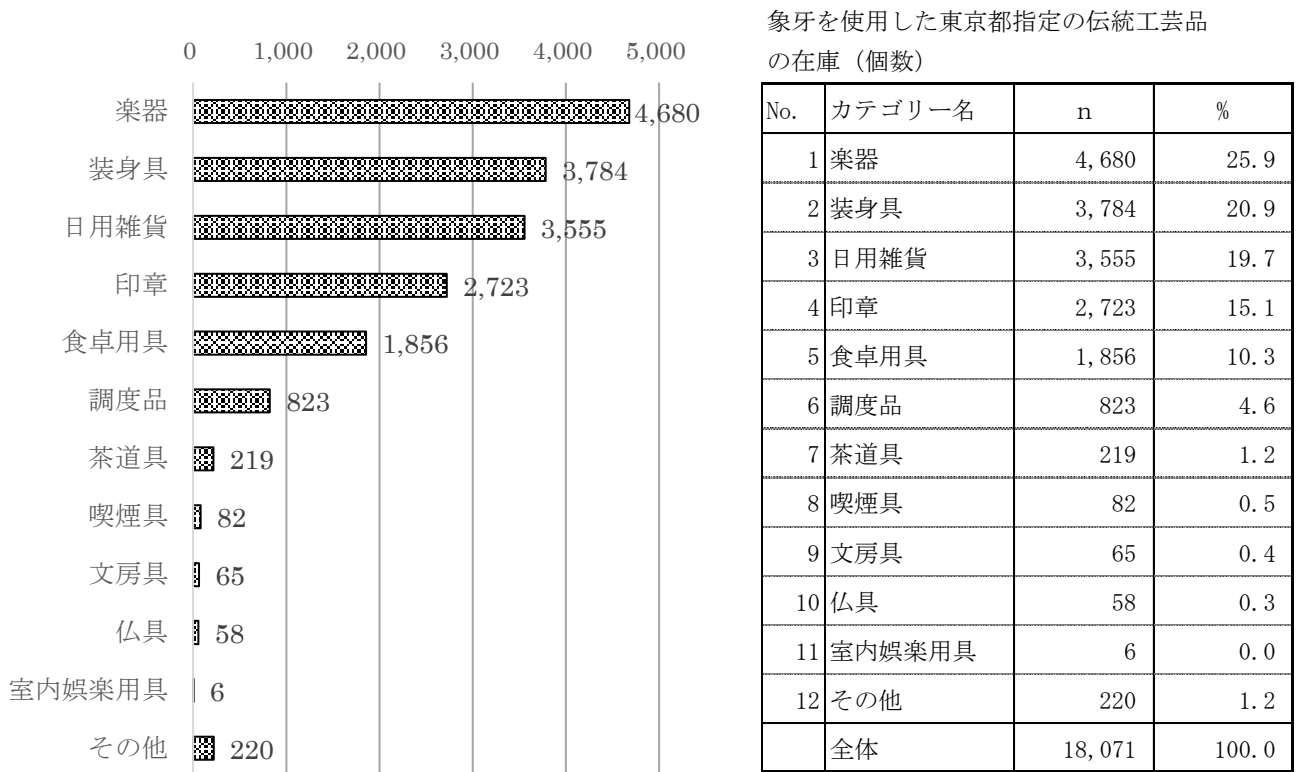 0 1,000 2,000 3,000 4,000 5,000
楽器 4,680
装身具 3,784
日用雑貨 3,555
印章 2,723
食卓用具 1,856
調度品 823
茶道具 219
喫煙具 82
文房具 65
仏具 58
室内娯楽用具 6
その他 220
象牙を使用した東京都指定の伝統工芸品
の在庫（個数）
No. カテゴリー名 n %
1 楽器 4,680 25.9
2 装身具 3,784 20.9
3 日用雑貨 3,555 19.7
4 印章 2,723 15.1
5 食卓用具 1,856 10.3
6 調度品 823 4.6
7 茶道具 219 1.2
8 喫煙具 82 0.5
9 文房具 65 0.4
10 仏具 58 0.3
11 室内娯楽用具 6 0.0
12 その他 220 1.2
全体 18,071 100.0